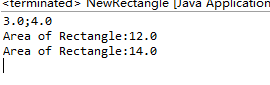 <terminated> NewRectangle [Java Application
3.0;4.0
Area of Rectangle:12.0
Area of Rectangle:14.0